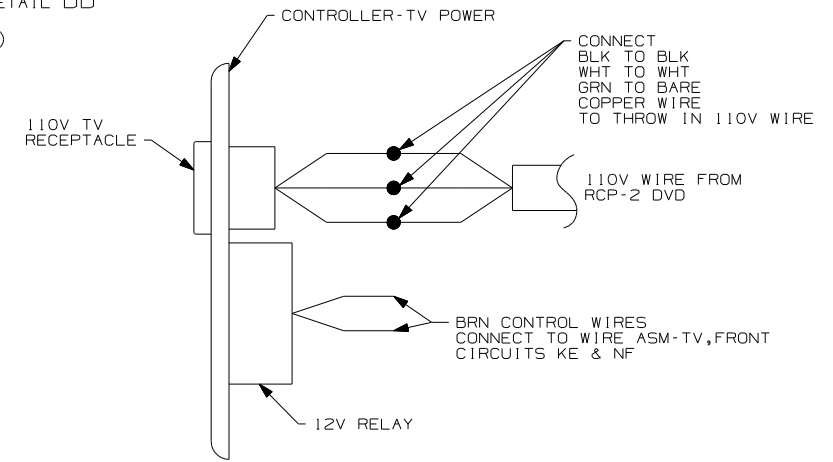 DETAIL DD
CONTROLLER-TV POWER
CONNECT
BLK TO BLK
WHT TO WHT
GRN TO BARE
COPPER WIRE
TO THROW IN 110V WIRE
110V TV
RECEPTACLE
110V WIRE FROM
RCP-2 DVD
BRN CONTROL WIRES
CONNECT TO WIRE ASM-TV,FRONT
CIRCUITS KE & NF
12V RELAY